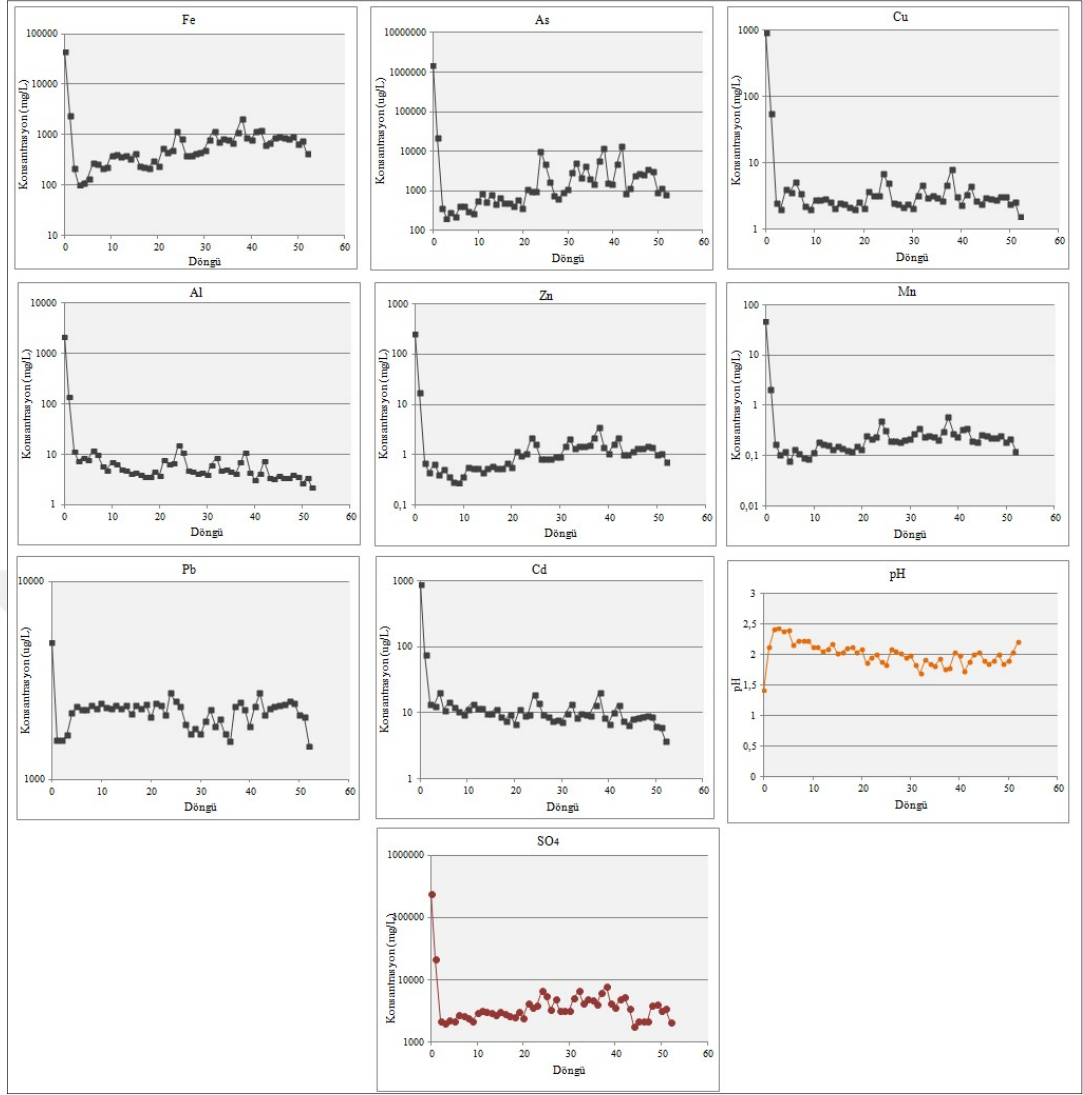 Fe
Konsantrasyon (mg/L)
100000
10000
1000
100
10
0 10 20 30 40 50 60
Döngü
As
Konsantrasyon (ug/L)
10000000
1000000
100000
10000
1000
100
0 10 20 30 40 50 60
Döngü
Cu
Konsantrasyon (mg/L)
1000
100
10
1
0 10 20 30 40 50 60
Döngü
Al
Konsantrasyon (mg/L)
10000
1000
100
10
1
0 10 20 30 40 50 60
Döngü
Zn
Konsantrasyon (mg/L)
1000
100
10
1
0,1
0 10 20 30 40 50 60
Döngü
Mn
Konsantrasyon (mg/L)
100
10
1
0,1
0,01
0 10 20 30 40 50 60
Döngü
Pb
Konsantrasyon (ug/L)
10000
1000
0 10 20 30 40 50 60
Döngü
Cd
Konsantrasyon (ug/L)
1000
100
10
1
0 10 20 30 40 50 60
Döngü
pH
pH
3
2,5
2
1,5
1
0,5
0
0 10 20 30 40 50 60
Döngü
SO4
Konsantrasyon (mg/L)
1000000
100000
10000
1000
0 10 20 30 40 50 60
Döngü